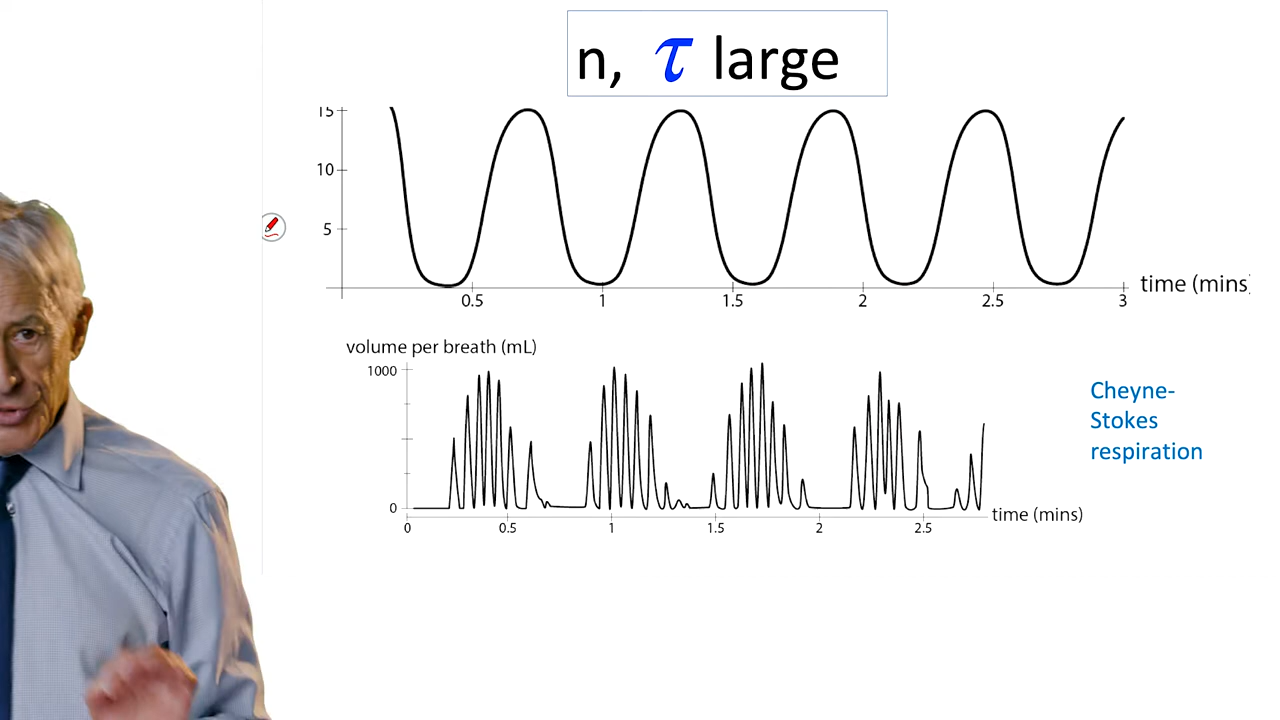 n, τ large
15
10
5
0.5 1 1.5 2 2.5 3
time (mins)
volume per breath (mL)
1000
0
0 0.5 1 1.5 2 2.5
time (mins)
Cheyne-
Stokes
respiration